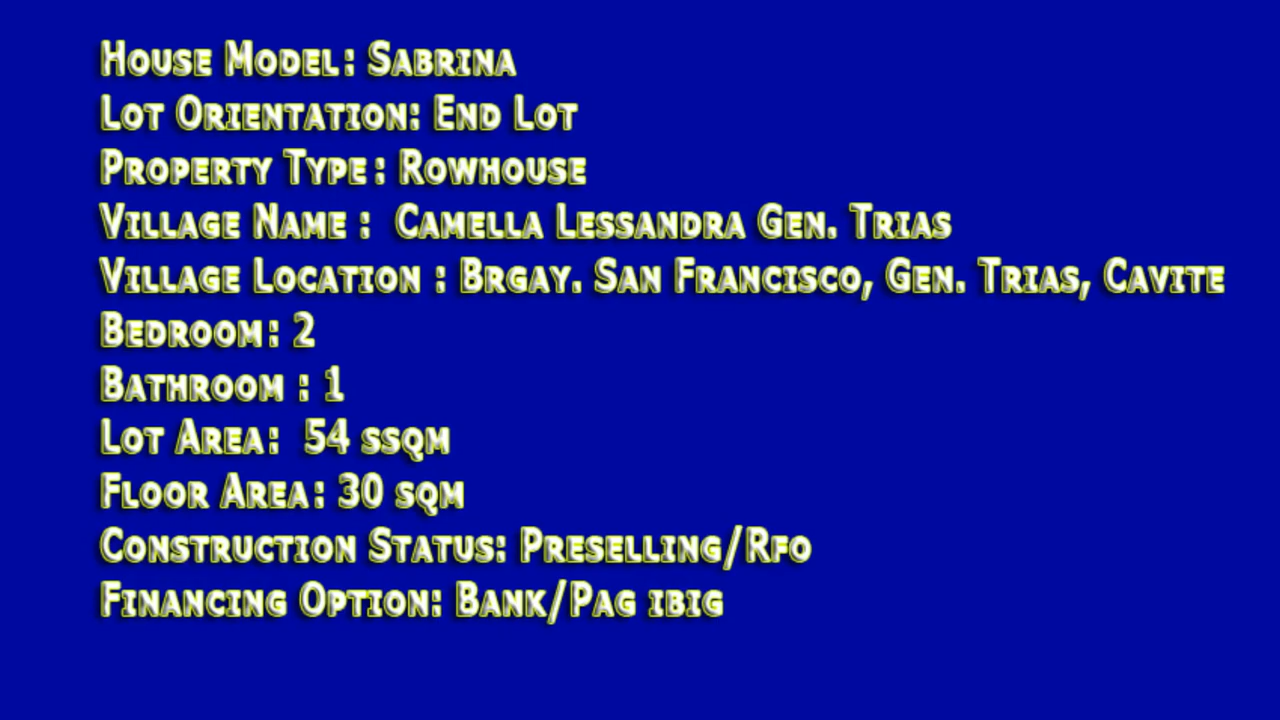 House Model: Sabrina
Lot Orientation: End Lot
Property Type: Rowhouse
Village Name : Camella Lessandra Gen. Trias
Village Location : Brgay. San Francisco, Gen. Trias, Cavite
Bedroom: 2
Bathroom : 1
Lot Area: 54 ssqm
Floor Area: 30 sqm
Construction Status: Preselling/Rfo
Financing Option: Bank/Pag ibig